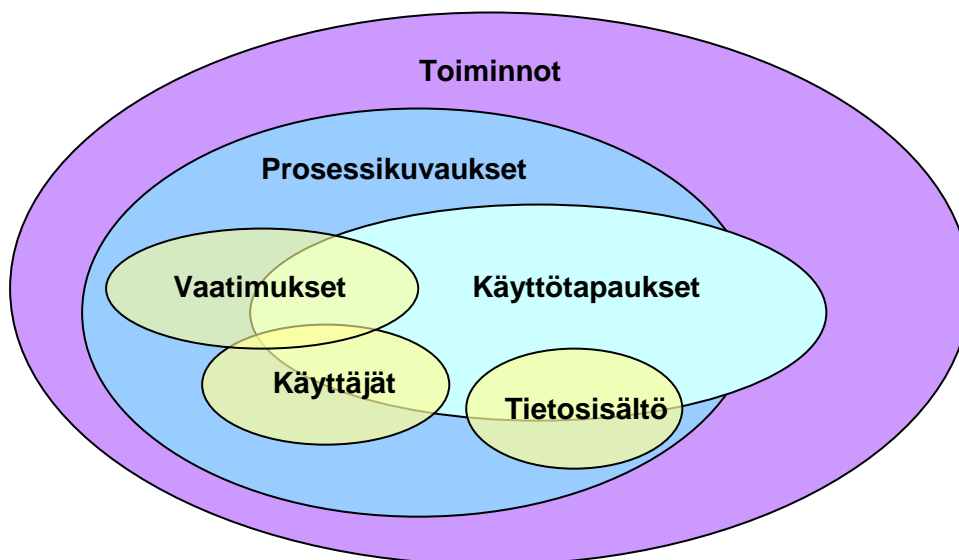 Toiminnot
Prosessikuvaukset
Vaatimukset
Käyttötapaukset
Käyttäjät
Tietosisältö